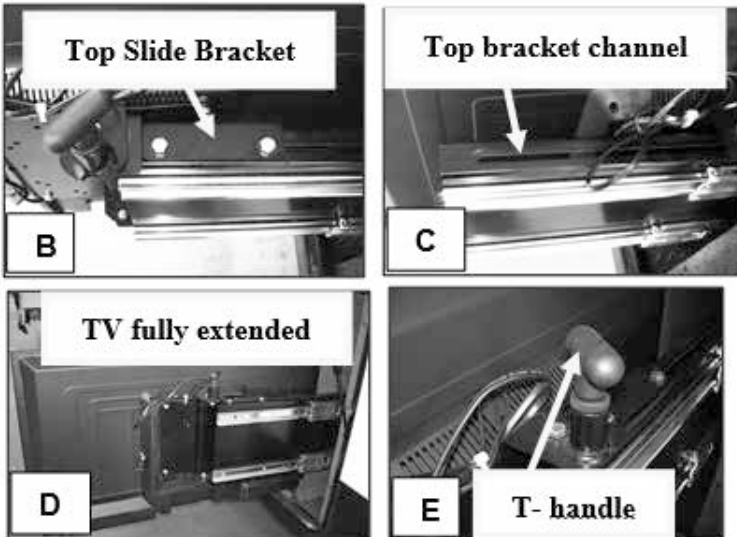 Top Slide Bracket
B
Top bracket channel
C
TV fully extended
D
E
T- handle